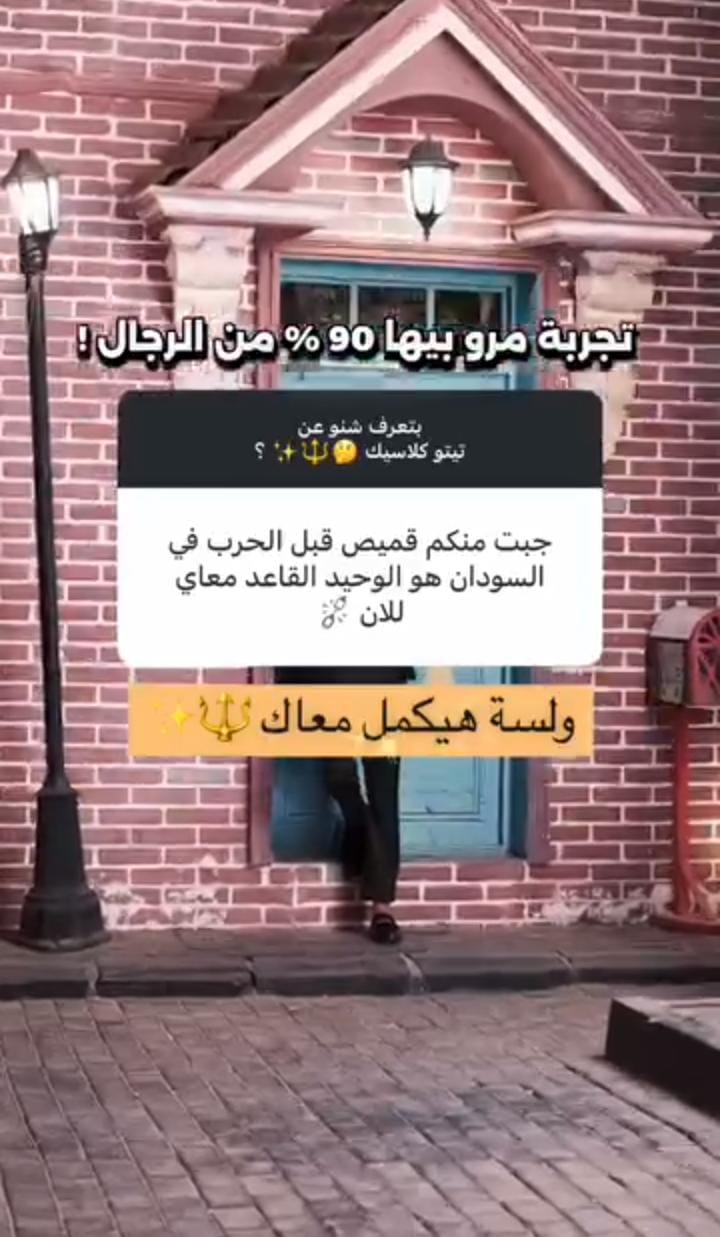 تجربة مرو بيها 90 % من الرجال !
بتعرف شنو عن
تيتو كلاسيك 🤔🔱✨ ؟
جبت منكم قميص قبل الحرب في
السودان هو الوحيد القاعد معاي
للان ⛓️‍💥
ولسة هيكمل معاك 🔱✨